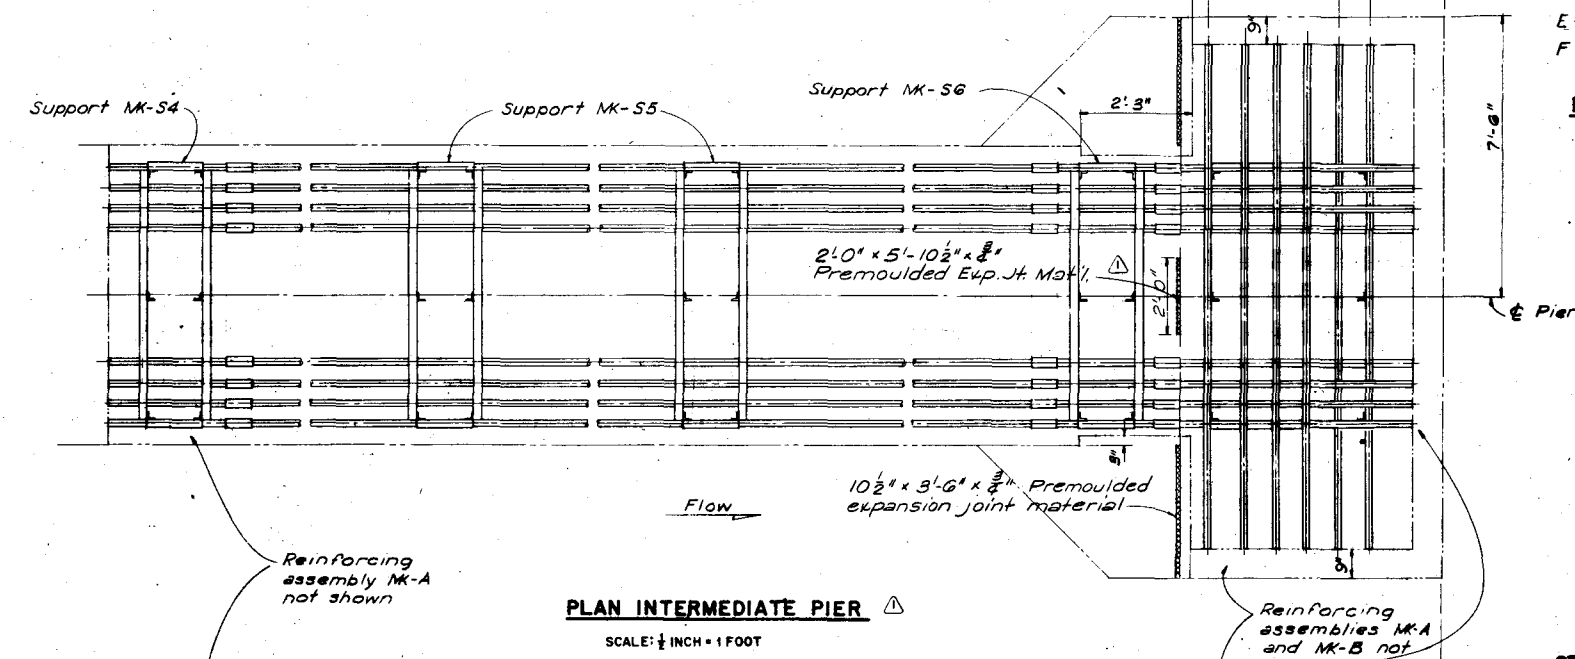 E
F
9"
Support MK-S4
Support MK-S5
Support MK-S6
2'-3"
7'-6"
2'-0" x 5'-10½" x ¾"
Premoulded Exp. Jt. Mat'l.
1
2'-0"
℄ Pier
10½" x 3'-6" x ¾" Premoulded
expansion joint material
Flow
9"
Reinforcing
assembly MK-A
not shown
PLAN INTERMEDIATE PIER
1
SCALE: ½ INCH = 1 FOOT
Reinforcing
assemblies MK-A
and MK-B not